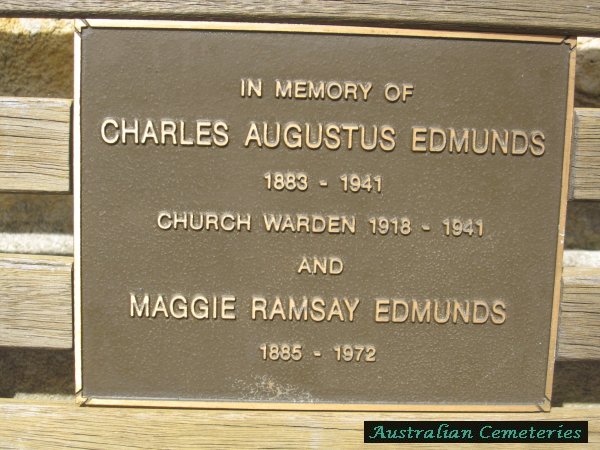 IN MEMORY OF
CHARLES AUGUSTUS EDMUNDS
1883 - 1941
CHURCH WARDEN 1918 - 1941
AND
MAGGIE RAMSAY EDMUNDS
1885 - 1972
Australian Cemeteries